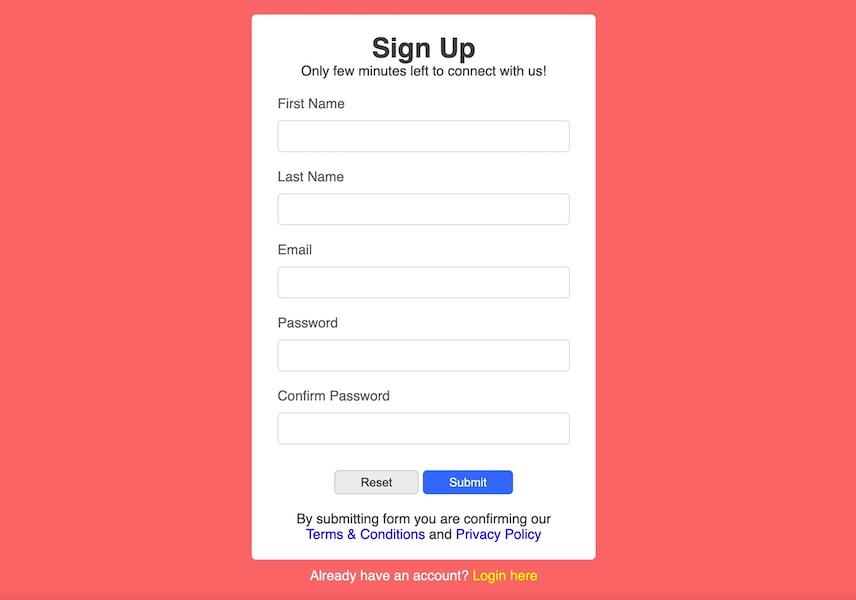 Sign Up
Only few minutes left to connect with us!
First Name
Last Name
Email
Password
Confirm Password
Reset Submit
By submitting form you are confirming our
Terms & Conditions and Privacy Policy
Already have an account? Login here